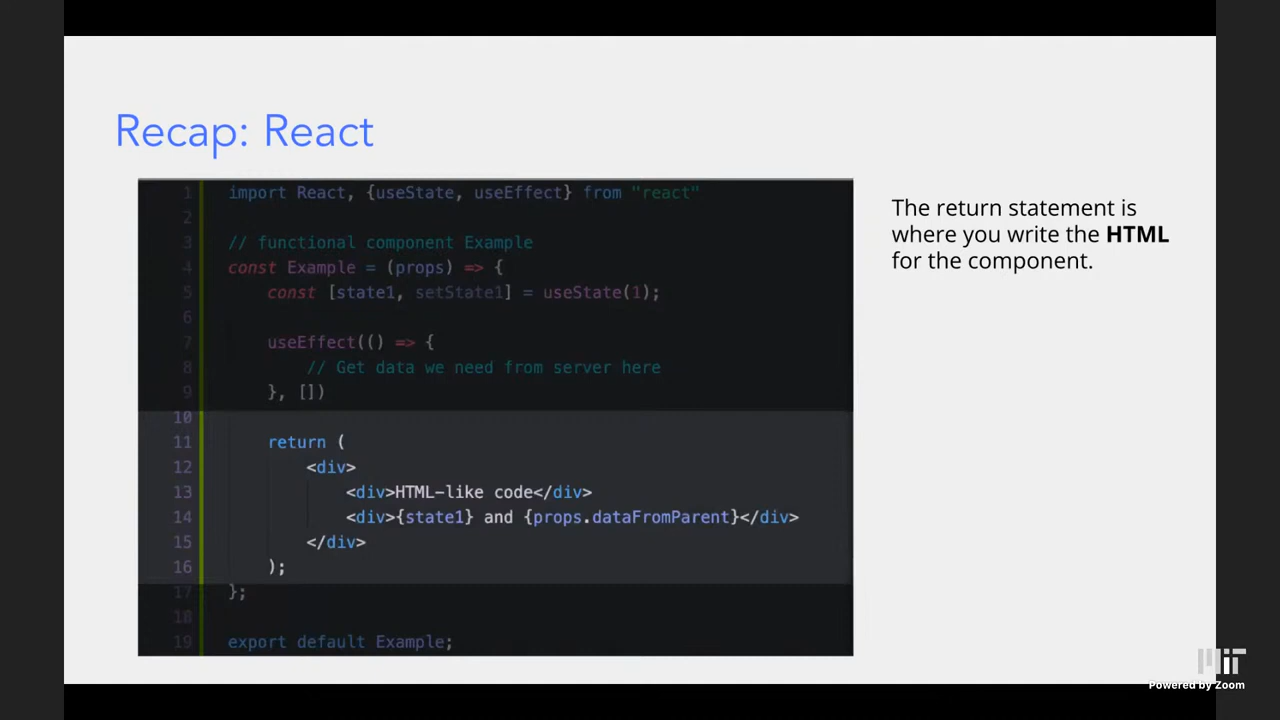 Recap: React
1 import React, {useState, useEffect} from "react"
2
3 // functional component Example
4 const Example = (props) => {
5 const [state1, setState1] = useState(1);
6
7 useEffect(() => {
8 // Get data we need from server here
9 }, [])
10
11 return (
12 <div>
13 <div>HTML-like code</div>
14 <div>{state1} and {props.dataFromParent}</div>
15 </div>
16 );
17 };
18
19 export default Example;
The return statement is
where you write the HTML
for the component.
MIT
Powered by Zoom